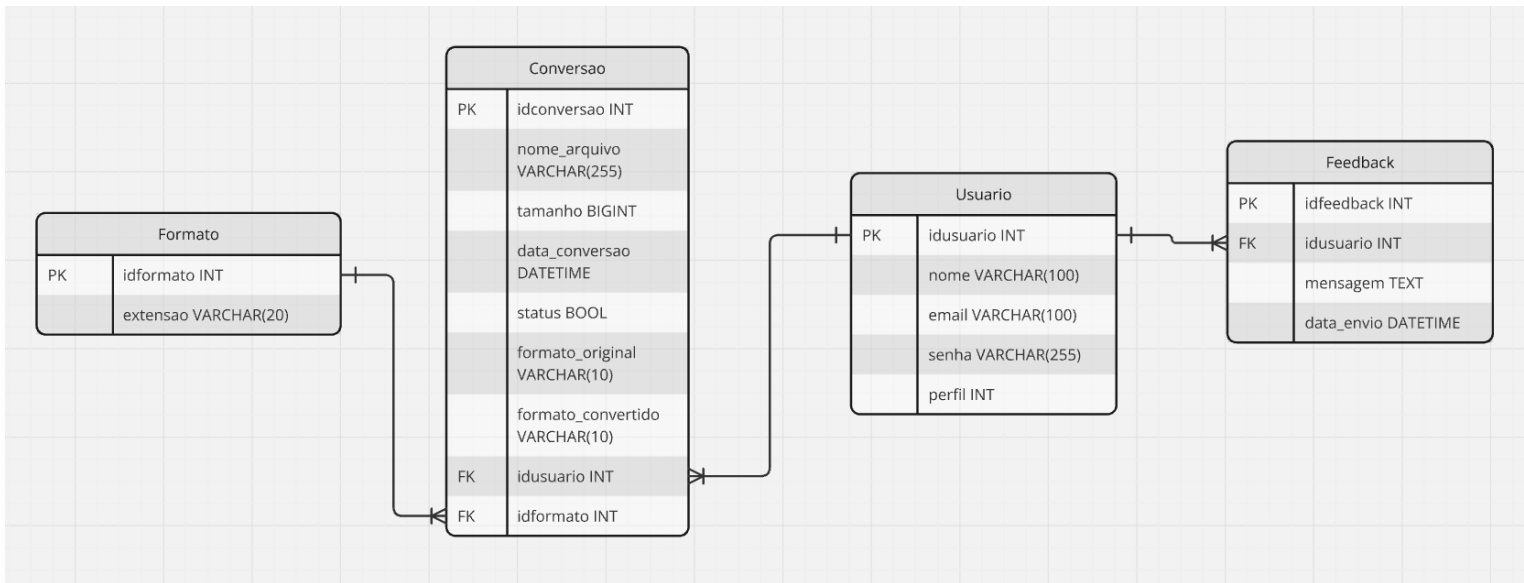 Formato
PK idformato INT
extensao VARCHAR(20)
Conversao
PK idconversao INT
nome_arquivo
VARCHAR(255)
tamanho BIGINT
data_conversao
DATETIME
status BOOL
formato_original
VARCHAR(10)
formato_convertido
VARCHAR(10)
FK idusuario INT
FK idformato INT
Usuario
PK idusuario INT
nome VARCHAR(100)
email VARCHAR(100)
senha VARCHAR(255)
perfil INT
Feedback
PK idfeedback INT
FK idusuario INT
mensagem TEXT
data_envio DATETIME